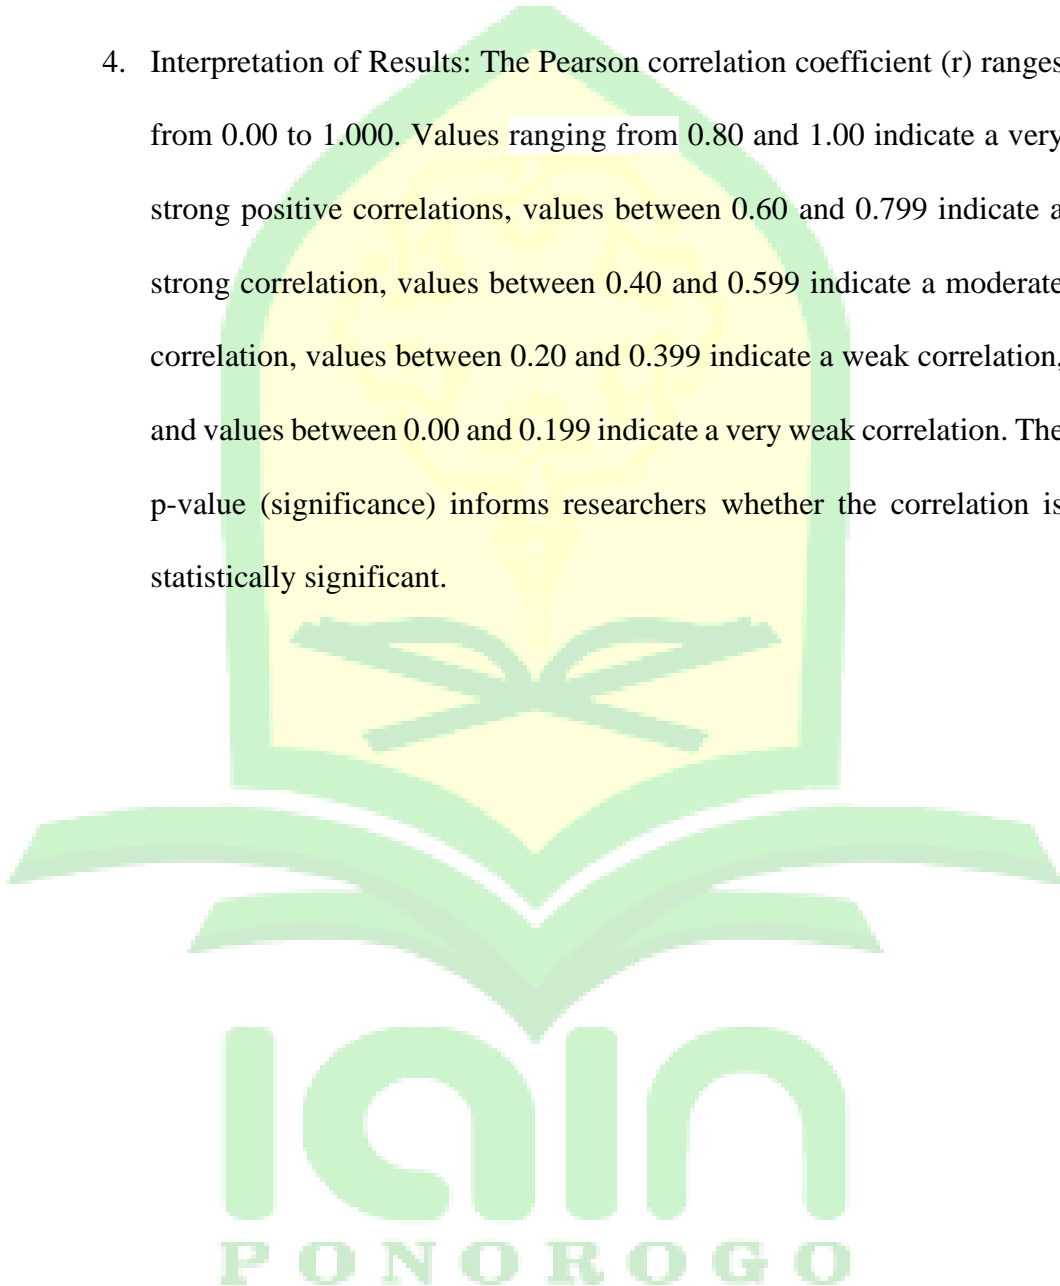 4. Interpretation of Results: The Pearson correlation coefficient (r) ranges
from 0.00 to 1.000. Values ranging from 0.80 and 1.00 indicate a very
strong positive correlations, values between 0.60 and 0.799 indicate a
strong correlation, values between 0.40 and 0.599 indicate a moderate
correlation, values between 0.20 and 0.399 indicate a weak correlation,
and values between 0.00 and 0.199 indicate a very weak correlation. The
p-value (significance) informs researchers whether the correlation is
statistically significant.
iain
PONOROGO